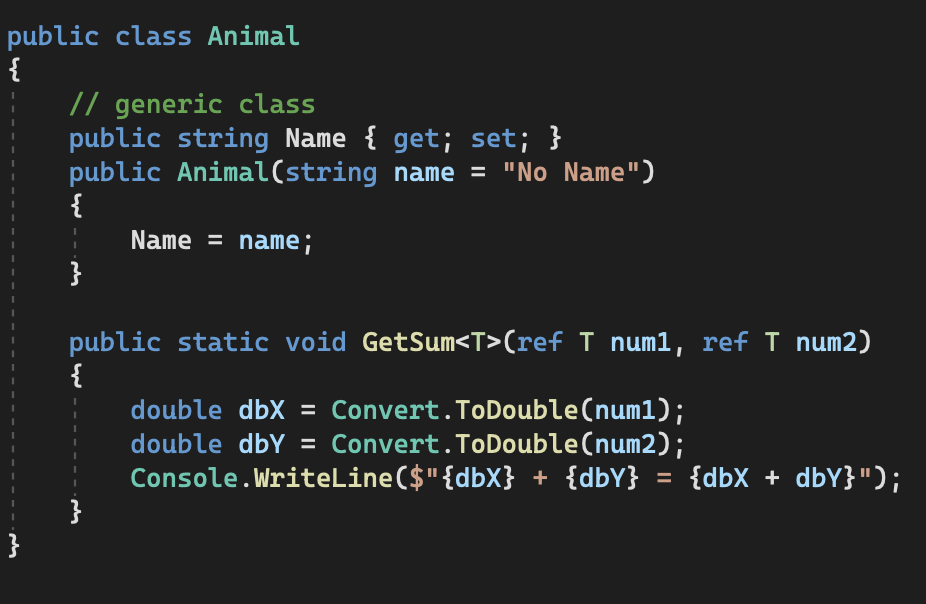 public class Animal
{
    // generic class
    public string Name { get; set; }
    public Animal(string name = "No Name")
    {
        Name = name;
    }
    public static void GetSum<T>(ref T num1, ref T num2)
    {
        double dbX = Convert.ToDouble(num1);
        double dbY = Convert.ToDouble(num2);
        Console.WriteLine($"{dbX} + {dbY} = {dbX + dbY}");
    }
}